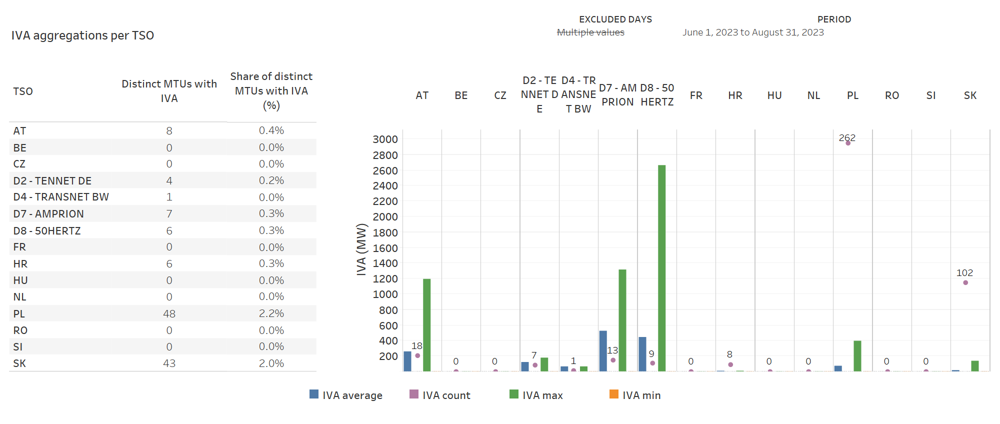 EXCLUDED DAYS
PERIOD
IVA aggregations per TSO
Multiple values
June 1, 2023 to August 31, 2023
TSO
Distinct MTUs with
IVA
Share of distinct
MTUs with IVA
(%)
AT 8 0.4%
BE 0 0.0%
CZ 0 0.0%
D2 - TENNET DE 4 0.2%
D4 - TRANSNET BW 1 0.0%
D7 - AMPRION 7 0.3%
D8 - 50HERTZ 6 0.3%
FR 0 0.0%
HR 6 0.3%
HU 0 0.0%
NL 0 0.0%
PL 48 2.2%
RO 0 0.0%
SI 0 0.0%
SK 43 2.0%
AT
BE
CZ
D2 - TE
NNET D
E
D4 - TR
ANSNE
T BW
D7 - AM
PRION
D8 - 50
HERTZ
FR
HR
HU
NL
PL
RO
SI
SK
IVA (MW)
3000
2800
2600
2400
2200
2000
1800
1600
1400
1200
1000
800
600
400
200
18
0
0
7
1
13
9
0
8
0
0
262
0
0
102
IVA average
IVA count
IVA max
IVA min